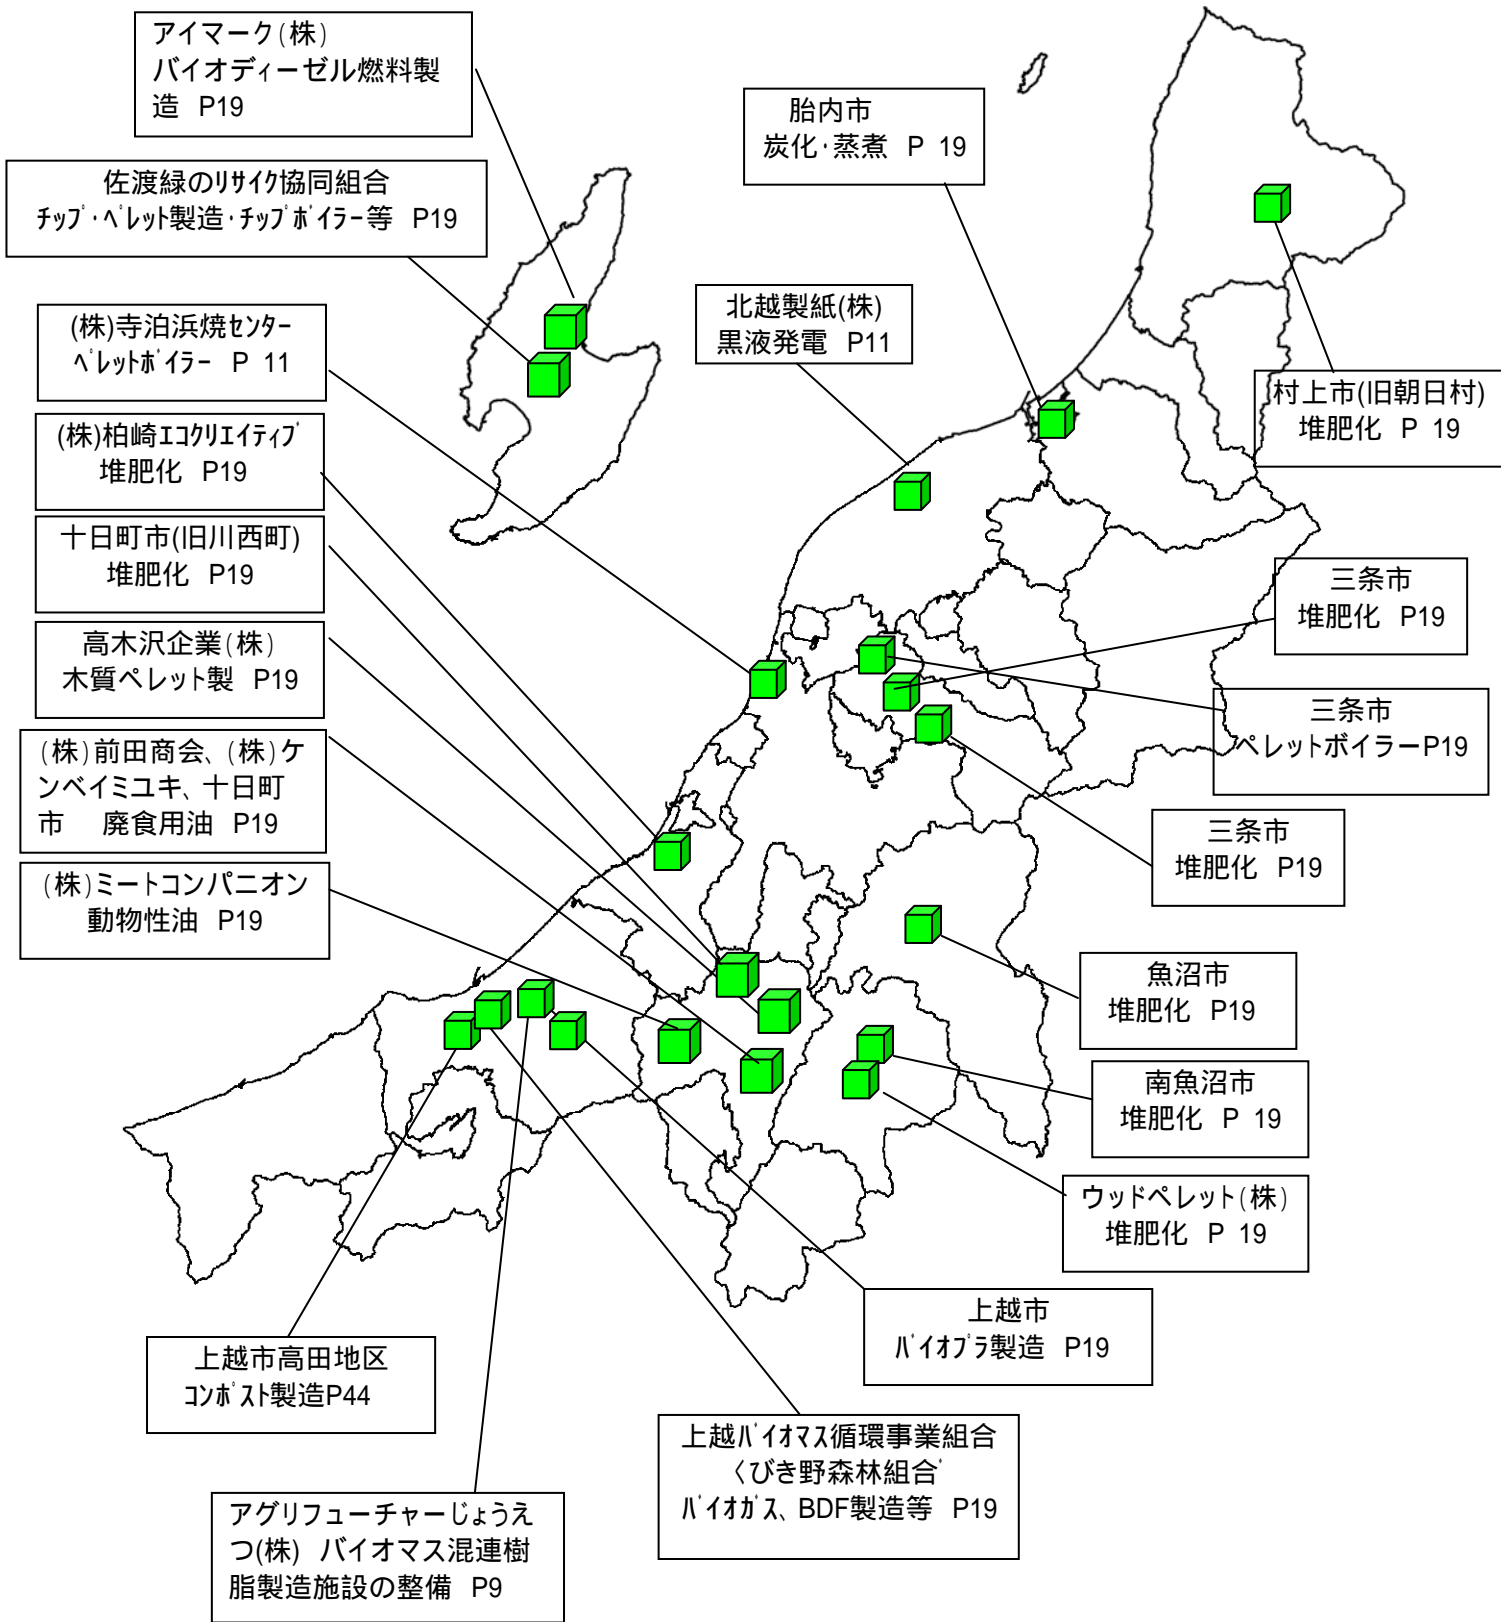 アイマーク(株)
バイオディーゼル燃料製
造 P19
胎内市
炭化･蒸煮 P 19
佐渡緑のﾘｻｲｸ協同組合
ﾁｯﾌﾟ･ﾍﾟﾚｯﾄ製造･ﾁｯﾌﾟﾎﾞｲﾗｰ等 P19
(株)寺泊浜焼ｾﾝﾀｰ
ﾍﾟﾚｯﾄﾎﾞｲﾗｰ P 11
北越製紙(株)
黒液発電 P11
村上市(旧朝日村)
堆肥化 P 19
(株)柏崎ｴｺｸﾘｴｲﾃｨﾌﾞ
堆肥化 P19
十日町市(旧川西町)
堆肥化 P19
三条市
堆肥化 P19
高木沢企業(株)
木質ペレット製 P19
三条市
ペレットボイラーP19
(株)前田商会、(株)ケ
ンベイミユキ、十日町
市 廃食用油 P19
三条市
堆肥化 P19
(株)ミートコンパニオン
動物性油 P19
魚沼市
堆肥化 P19
南魚沼市
堆肥化 P 19
ウッドペレット(株)
堆肥化 P 19
上越市
ﾊﾞｲｵﾌﾟﾗ製造 P19
上越市高田地区
ｺﾝﾎﾟｽﾄ製造P44
上越ﾊﾞｲｵﾏｽ循環事業組合
くびき野森林組合ﾞ
ﾊﾞｲｵｶﾞｽ、BDF製造等 P19
アグリフューチャーじょうえ
つ(株) バイオマス混連樹
脂製造施設の整備 P9